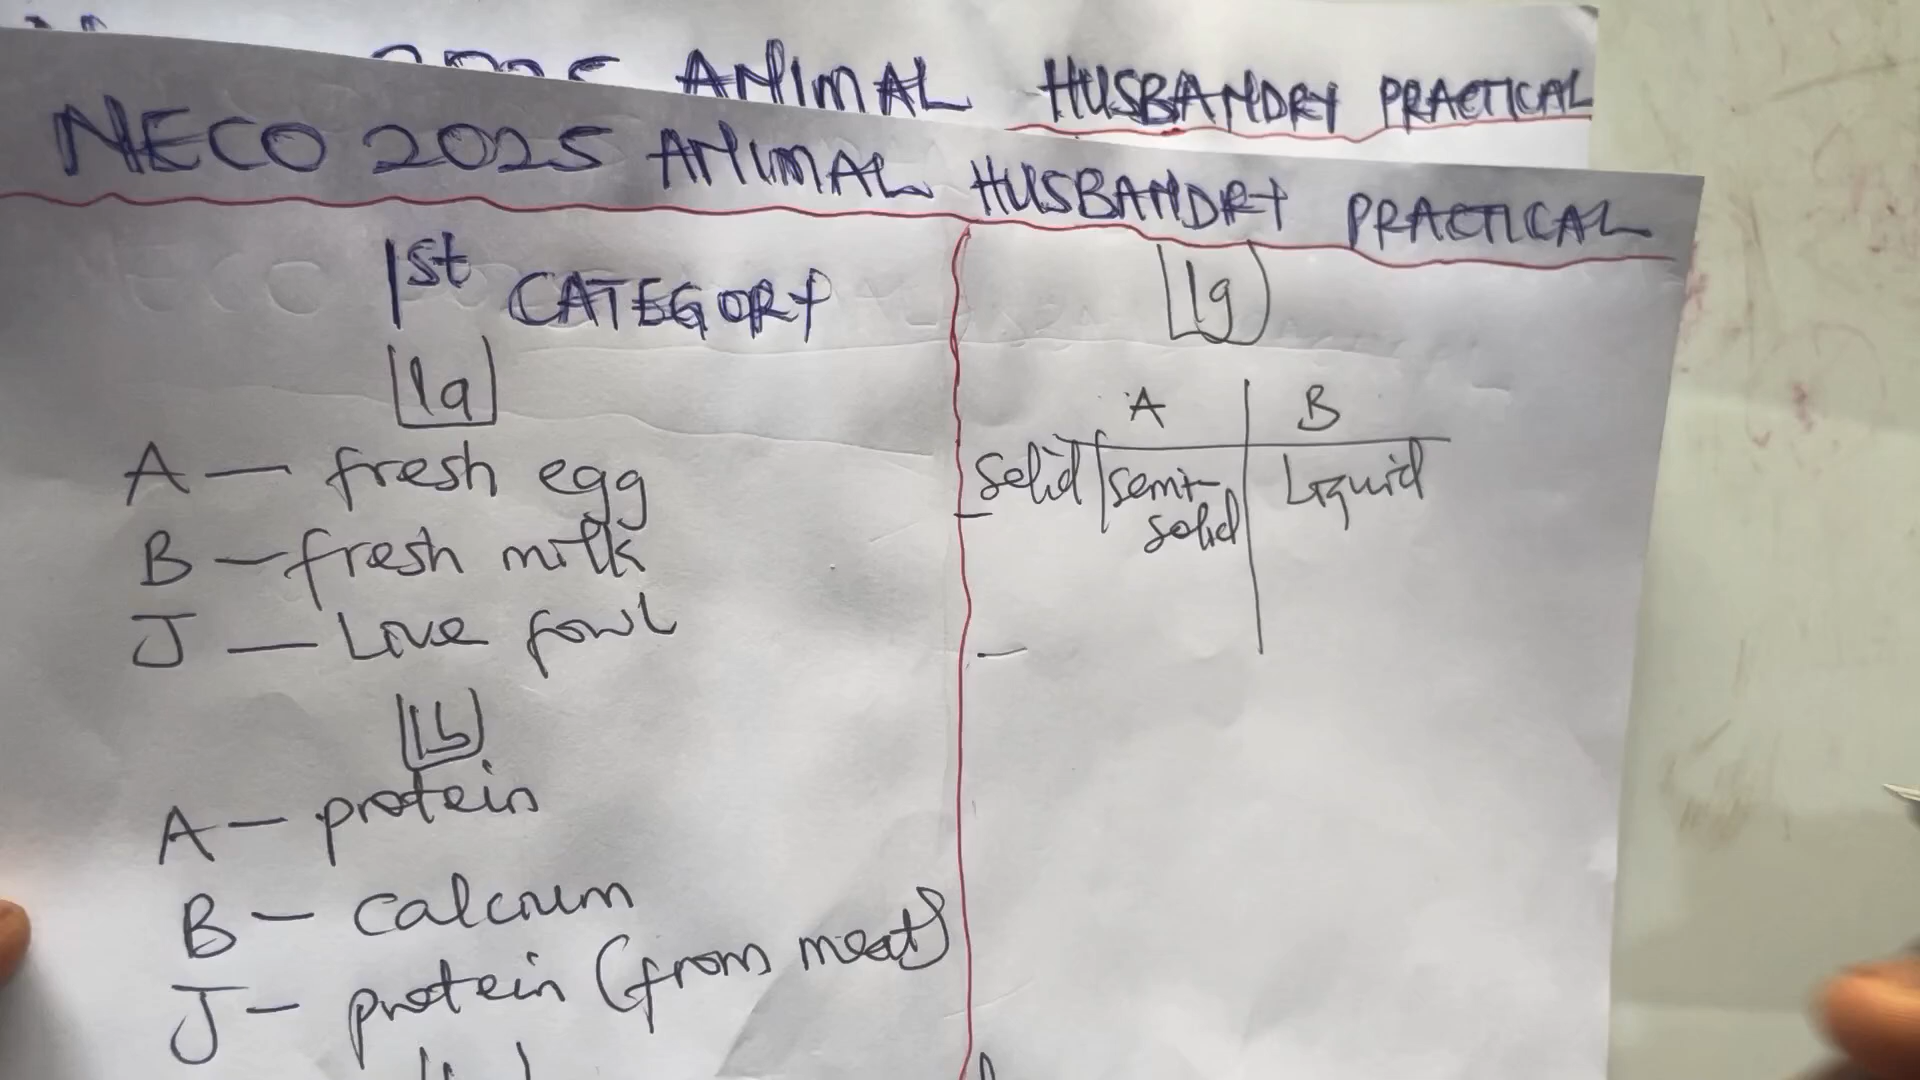 2025 ANIMAL HUSBANDRY PRACTICAL
NECO 2025 ANIMAL HUSBANDRY PRACTICAL
1st CATEGORY
1a
A — fresh egg
B — fresh milk
J — Live fowl
1b
A — protein
B — calcium
J — protein (from meat)
1g
A | B
Solid | semi-solid | Liquid